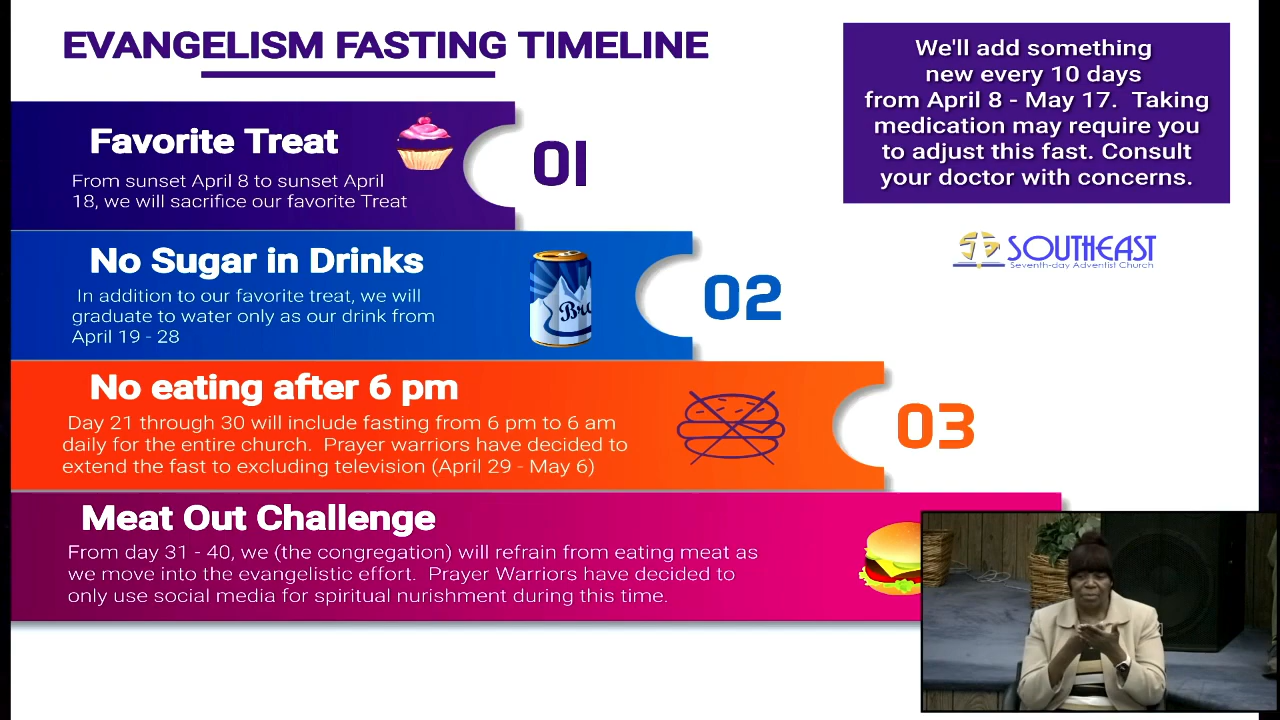 EVANGELISM FASTING TIMELINE
We'll add something
new every 10 days
from April 8 - May 17. Taking
medication may require you
to adjust this fast. Consult
your doctor with concerns.
Favorite Treat
From sunset April 8 to sunset April
18, we will sacrifice our favorite Treat
01
SOUTHEAST
Seventh-day Adventist Church
No Sugar in Drinks
In addition to our favorite treat, we will
graduate to water only as our drink from
April 19 - 28
02
No eating after 6 pm
Day 21 through 30 will include fasting from 6 pm to 6 am
daily for the entire church. Prayer warriors have decided to
extend the fast to excluding television (April 29 - May 6)
03
Meat Out Challenge
From day 31 - 40, we (the congregation) will refrain from eating meat as
we move into the evangelistic effort. Prayer Warriors have decided to
only use social media for spiritual nurishment during this time.